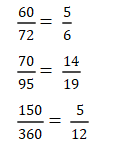 60/72 = 5/6
70/95 = 14/19
150/360 = 5/12